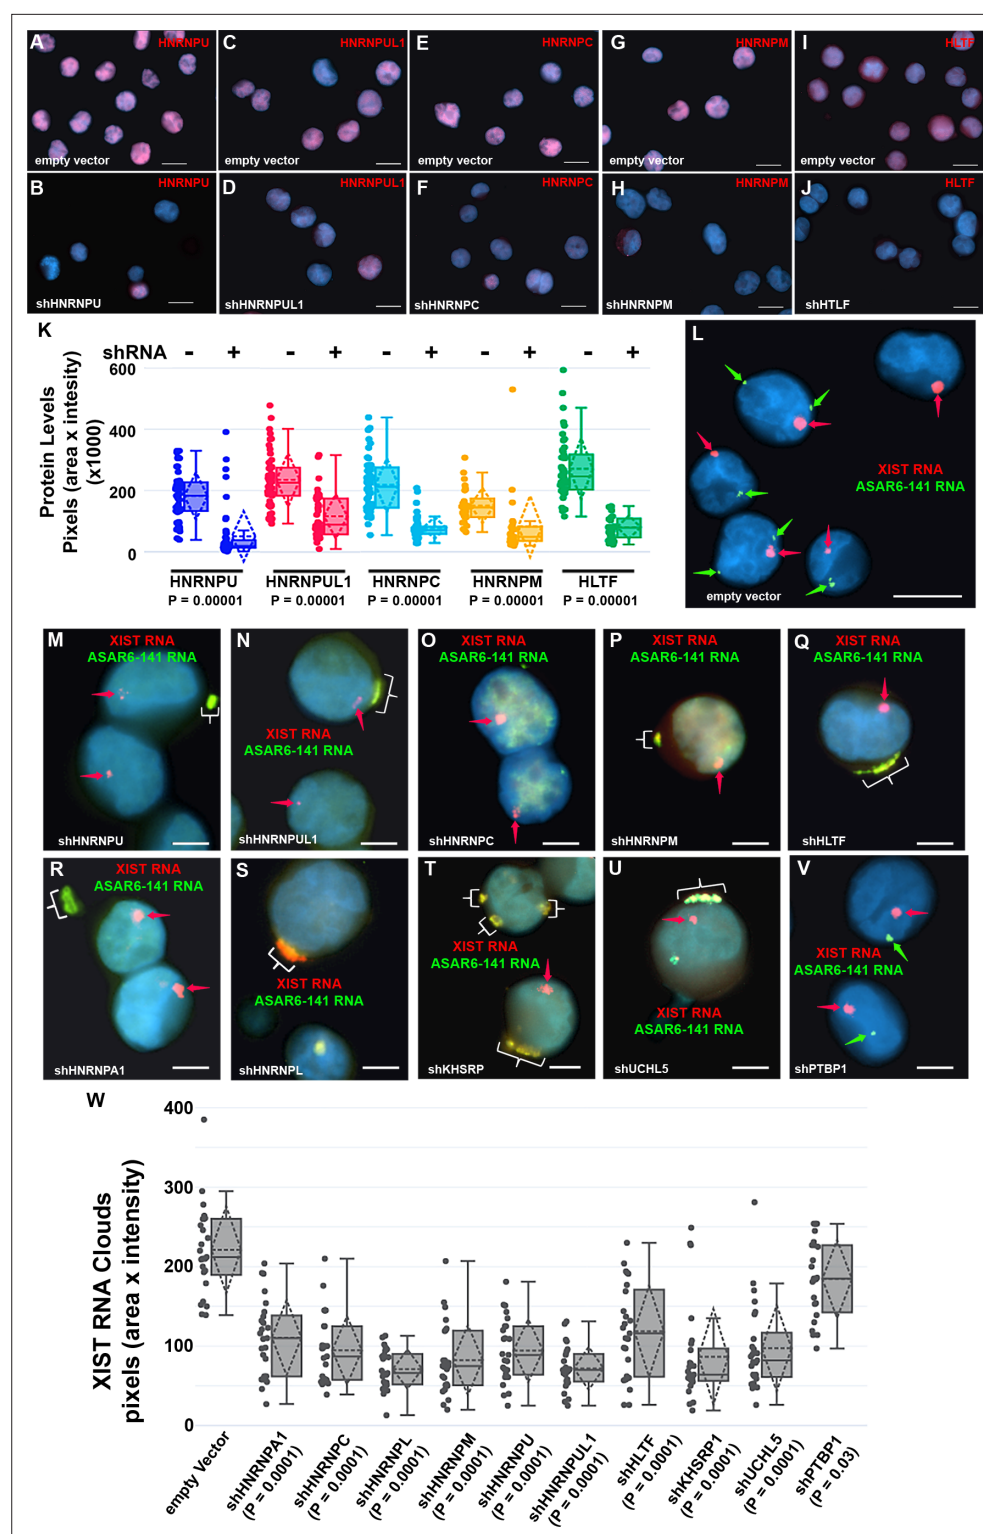 A HNRNPU C HNRNPUL1 E HNRNPC G HNRNPM I HLTF
empty vector empty vector empty vector empty vector empty vector
B HNRNPU D HNRNPUL1 F HNRNPC H HNRNPM J HLTF
shHNRNPU shHNRNPUL1 shHNRNPC shHNRNPM shHTLF
K
shRNA - + - + - + - + - +
Protein Levels
Pixels (area x intesity)
(x1000)
600
400
200
0
HNRNPU HNRNPUL1 HNRNPC HNRNPM HLTF
P = 0.00001 P = 0.00001 P = 0.00001 P = 0.00001 P = 0.00001
L
XIST RNA
ASAR6-141 RNA
empty vector
M XIST RNA
ASAR6-141 RNA
shHNRNPU
N
XIST RNA
ASAR6-141 RNA
shHNRNPUL1
O XIST RNA
ASAR6-141 RNA
shHNRNPC
P XIST RNA
ASAR6-141 RNA
shHNRNPM
Q XIST RNA
ASAR6-141 RNA
shHLTF
R XIST RNA
ASAR6-141 RNA
shHNRNPA1
S
XIST RNA
ASAR6-141 RNA
shHNRNPL
T
XIST RNA
ASAR6-141 RNA
shKHSRP
U
XIST RNA
ASAR6-141 RNA
shUCHL5
V
XIST RNA
ASAR6-141 RNA
shPTBP1
W
XIST RNA Clouds
pixels (area x intensity)
400
300
200
100
0
empty Vector
shHNRNPA1
(P = 0.0001)
shHNRNPC
(P = 0.0001)
shHNRNPL
(P = 0.0001)
shHNRNPM
(P = 0.0001)
shHNRNPU
(P = 0.0001)
shHNRNPUL1
(P = 0.0001)
shHLTF
(P = 0.0001)
shKHSRP1
(P = 0.0001)
shUCHL5
(P = 0.0001)
shPTBP1
(P = 0.03)